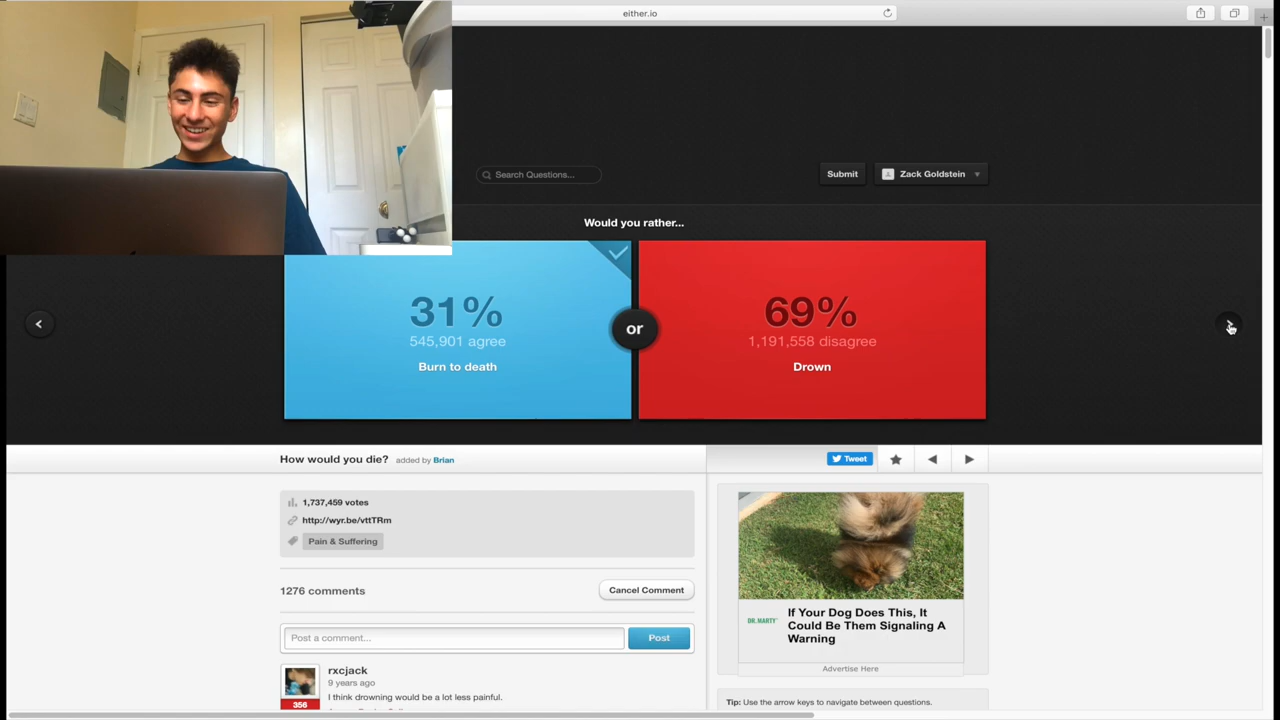 either.io
Search Questions...
Submit
Zack Goldstein
Would you rather...
31%
545,901 agree
Burn to death
or
69%
1,191,558 disagree
Drown
How would you die? added by Brian
Tweet
1,737,459 votes
http://wyr.be/vttTRm
Pain & Suffering
1276 comments
Cancel Comment
Post a comment...
Post
rxcjack
9 years ago
356
I think drowning would be a lot less painful.
DR. MARTY
If Your Dog Does This, It
Could Be Them Signaling A
Warning
Advertise Here
Tip: Use the arrow keys to navigate between questions.